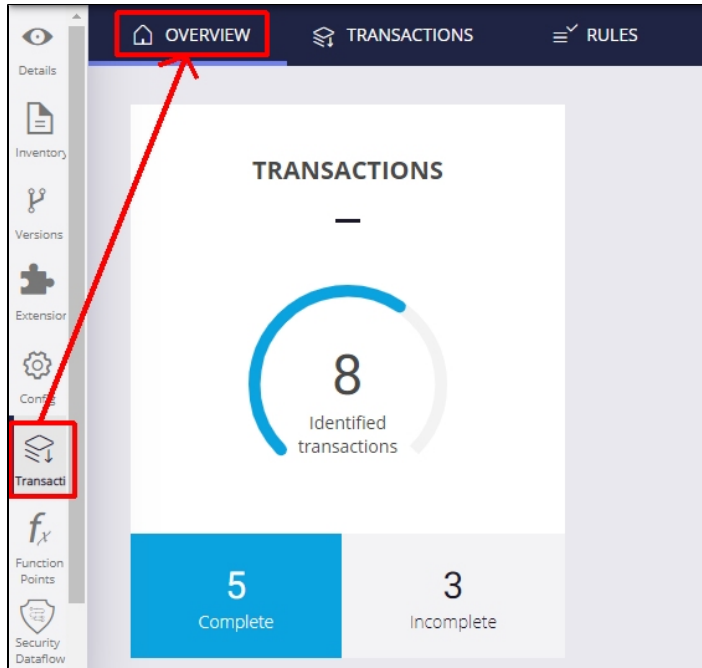 Details
Inventory
Versions
Extension
Config
Transacti
Function
Points
Security
Dataflow
OVERVIEW
TRANSACTIONS
RULES
TRANSACTIONS
8
Identified
transactions
5
Complete
3
Incomplete